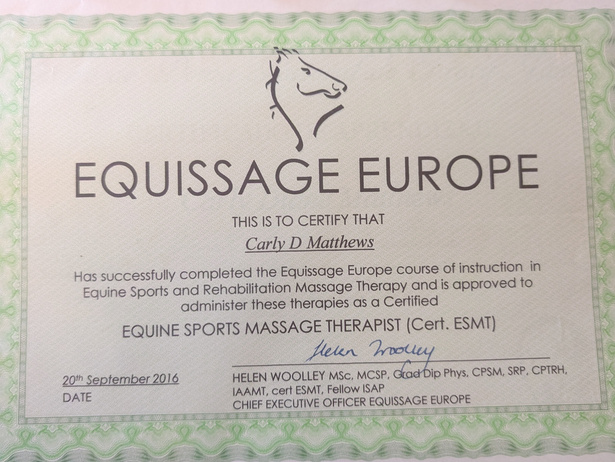 EQUISSAGE EUROPE
THIS IS TO CERTIFY THAT
Carly D Matthews
Has successfully completed the Equissage Europe course of instruction in
Equine Sports and Rehabilitation Massage Therapy and is approved to
administer these therapies as a Certified
EQUINE SPORTS MASSAGE THERAPIST (Cert. ESMT)
Helen Woolley
20th September 2016
DATE
HELEN WOOLLEY MSc, MCSP, Grad Dip Phys, CPSM, SRP, CPTRH,
IAAMT, cert ESMT, Fellow ISAP
CHIEF EXECUTIVE OFFICER EQUISSAGE EUROPE